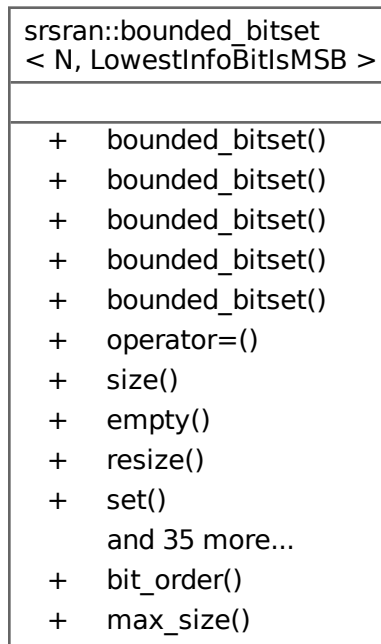 srsran::bounded_bitset
< N, LowestInfoBitIsMSB >
+ bounded_bitset()
+ bounded_bitset()
+ bounded_bitset()
+ bounded_bitset()
+ bounded_bitset()
+ operator=()
+ size()
+ empty()
+ resize()
+ set()
and 35 more...
+ bit_order()
+ max_size()